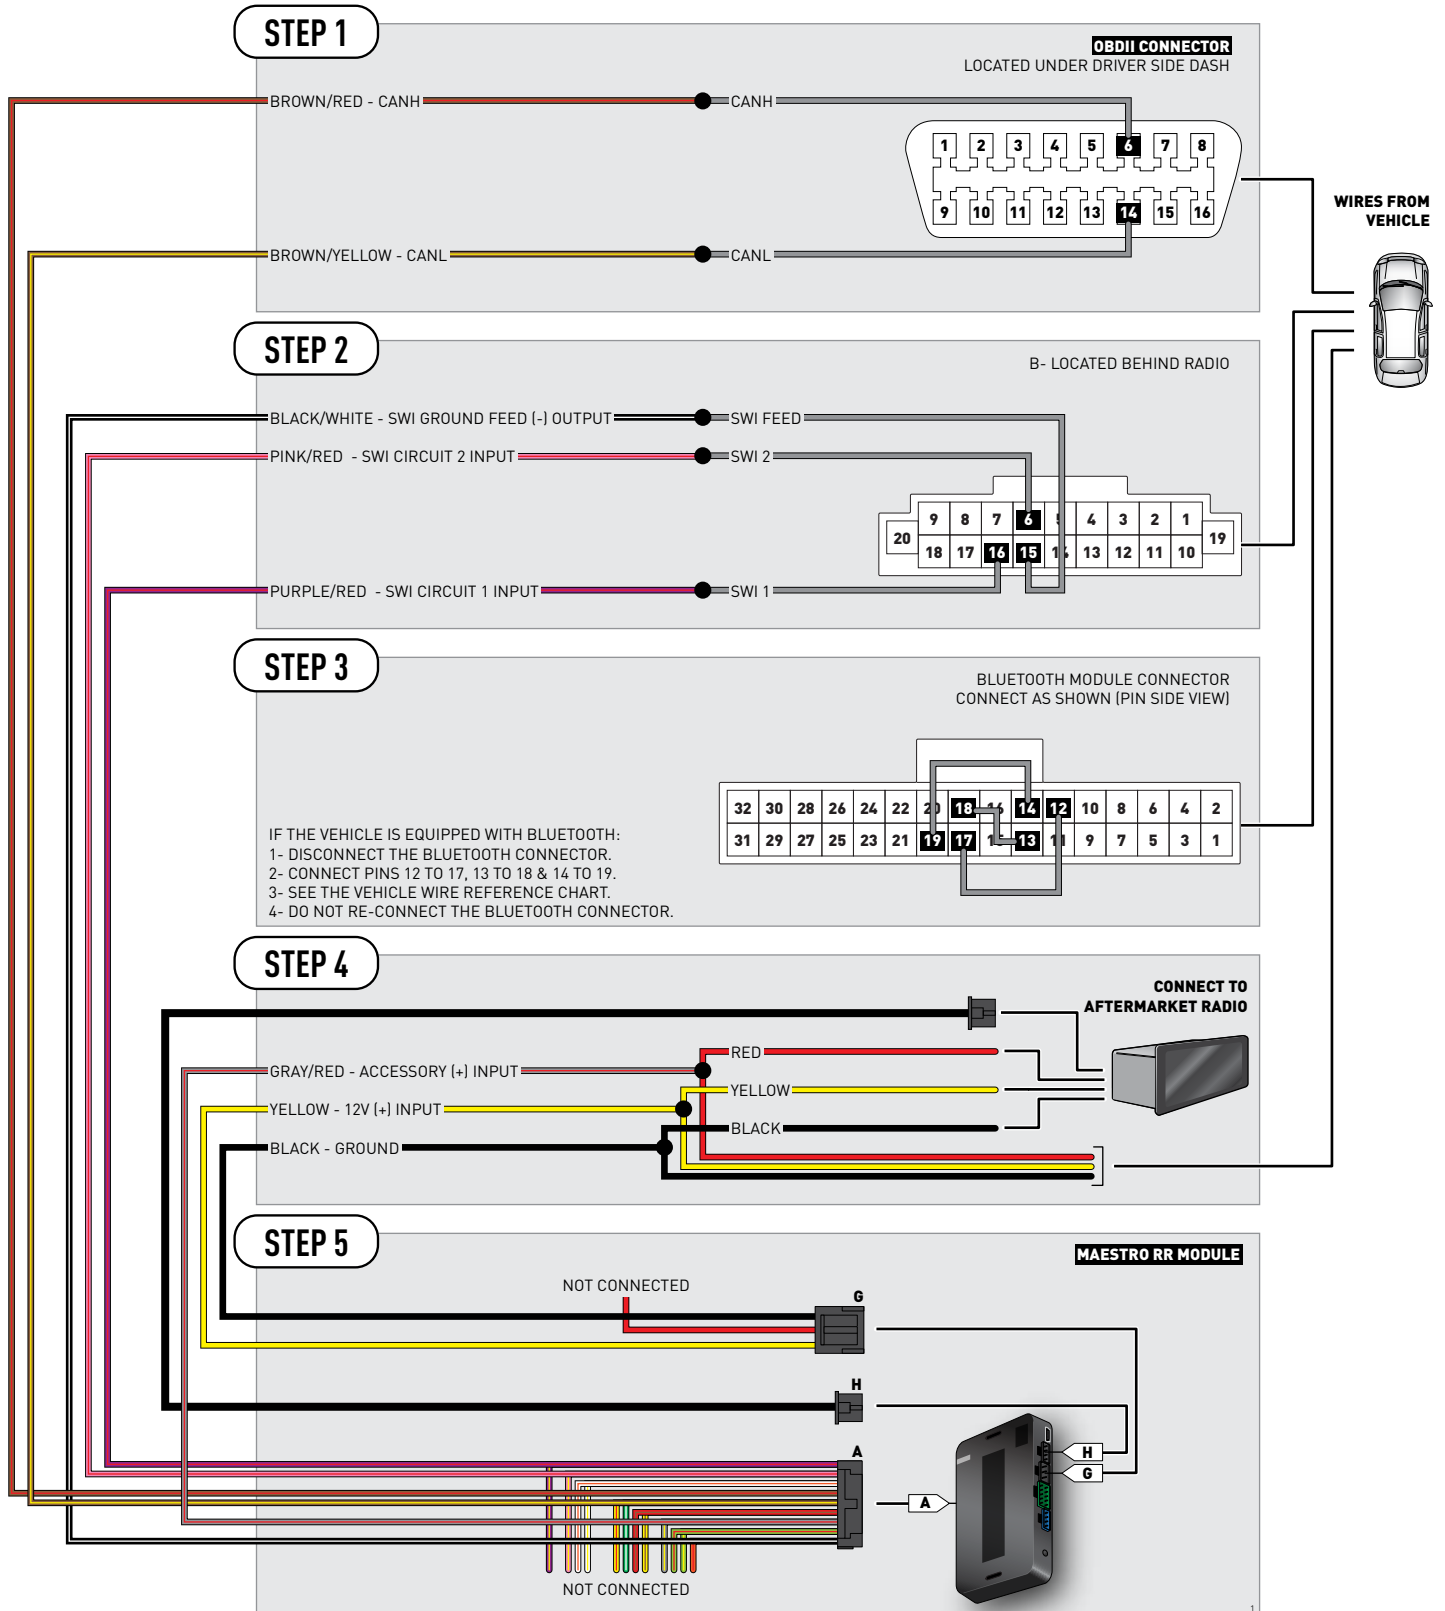 STEP 1
OBDII CONNECTOR
LOCATED UNDER DRIVER SIDE DASH
BROWN/RED - CANH
CANH
1 2 3 4 5 6 7 8
9 10 11 12 13 14 15 16
BROWN/YELLOW - CANL
CANL
WIRES FROM
VEHICLE
STEP 2
B- LOCATED BEHIND RADIO
BLACK/WHITE - SWI GROUND FEED (-) OUTPUT
SWI FEED
PINK/RED - SWI CIRCUIT 2 INPUT
SWI 2
9 8 7 6 5 4 3 2 1
20 19
18 17 16 15 14 13 12 11 10
PURPLE/RED - SWI CIRCUIT 1 INPUT
SWI 1
STEP 3
BLUETOOTH MODULE CONNECTOR
CONNECT AS SHOWN (PIN SIDE VIEW)
32 30 28 26 24 22 20 18 16 14 12 10 8 6 4 2
31 29 27 25 23 21 19 17 15 13 11 9 7 5 3 1
IF THE VEHICLE IS EQUIPPED WITH BLUETOOTH:
1- DISCONNECT THE BLUETOOTH CONNECTOR.
2- CONNECT PINS 12 TO 17, 13 TO 18 & 14 TO 19.
3- SEE THE VEHICLE WIRE REFERENCE CHART.
4- DO NOT RE-CONNECT THE BLUETOOTH CONNECTOR.
STEP 4
CONNECT TO
AFTERMARKET RADIO
RED
GRAY/RED - ACCESSORY (+) INPUT
YELLOW
YELLOW - 12V (+) INPUT
BLACK
BLACK - GROUND
STEP 5
MAESTRO RR MODULE
NOT CONNECTED
G
H
A
H
G
A
NOT CONNECTED
1